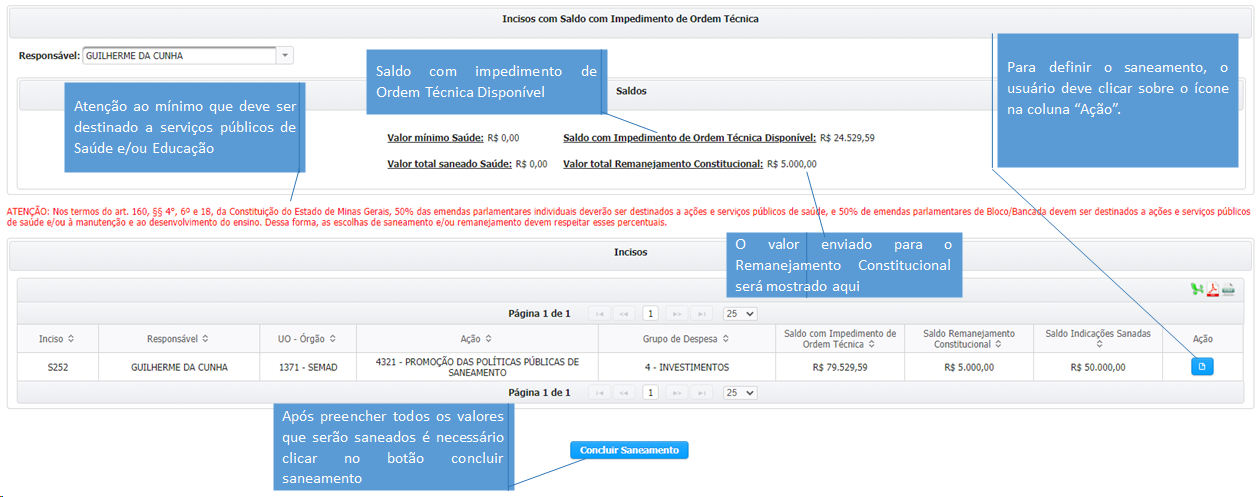 Incisos com Saldo com Impedimento de Ordem Técnica
Responsável: GUILHERME DA CUNHA
Saldo com impedimento de
Ordem Técnica Disponível
Para definir o saneamento, o
usuário deve clicar sobre o ícone
na coluna “Ação”.
Atenção ao mínimo que deve ser
destinado a serviços públicos de
Saúde e/ou Educação
Saldos
Valor mínimo Saúde: R$ 0,00 Saldo com Impedimento de Ordem Técnica Disponível: R$ 24.529,59
Valor total saneado Saúde: R$ 0,00 Valor total Remanejamento Constitucional: R$ 5.000,00
ATENÇÃO: Nos termos do art. 160, §§ 4°, 6º e 18, da Constituição do Estado de Minas Gerais, 50% das emendas parlamentares individuais deverão ser destinados a ações e serviços públicos de saúde, e 50% de emendas parlamentares de Bloco/Bancada devem ser destinados a ações e serviços públicos
de saúde e/ou à manutenção e ao desenvolvimento do ensino. Dessa forma, as escolhas de saneamento e/ou remanejamento devem respeitar esses percentuais.
O valor enviado para o
Remanejamento Constitucional
será mostrado aqui
Incisos
Página 1 de 1 1 25
Inciso Responsável UO - Órgão Ação Grupo de Despesa Saldo com Impedimento de Ordem Técnica Saldo Remanejamento Constitucional Saldo Indicações Sanadas Ação
S252 GUILHERME DA CUNHA 1371 - SEMAD 4321 - PROMOÇÃO DAS POLÍTICAS PÚBLICAS DE SANEAMENTO 4 - INVESTIMENTOS R$ 79.529,59 R$ 5.000,00 R$ 50.000,00
Página 1 de 1 1 25
Após preencher todos os valores
que serão saneados é necessário
clicar no botão concluir
saneamento
Concluir Saneamento